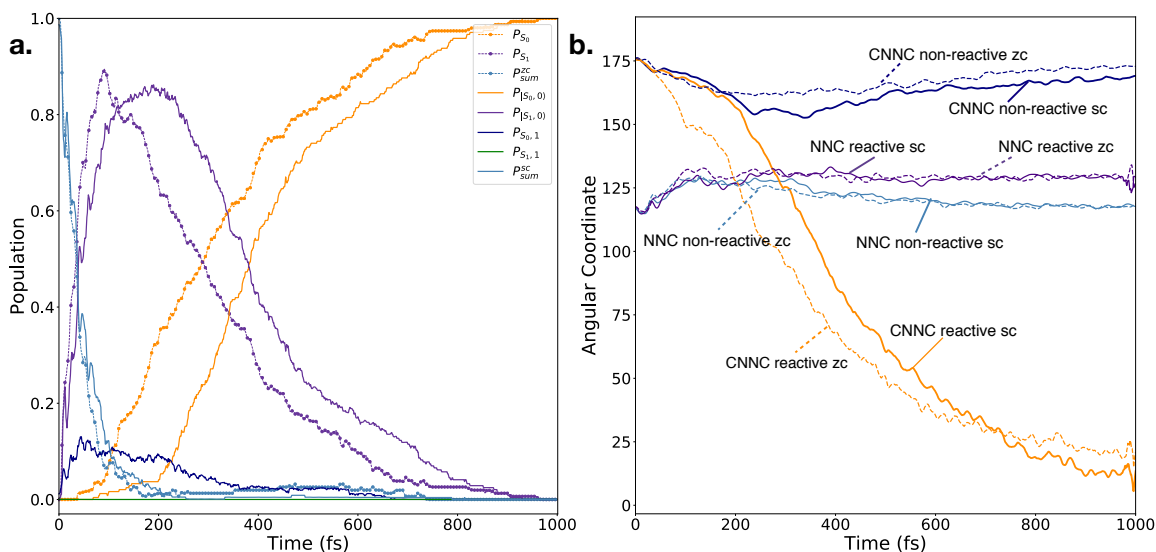 a.
1.0
0.8
0.6
0.4
0.2
0.0
Population
0
200
400
600
800
1000
Time (fs)
P_{S_0}
P_{S_1}
P^{zc}_{sum}
P_{|S_0,0⟩}
P_{|S_1,0⟩}
P_{S_0,1}
P_{S_1,1}
P^{sc}_{sum}
b.
175
150
125
100
75
50
25
0
Angular Coordinate
0
200
400
600
800
1000
Time (fs)
CNNC non-reactive zc
CNNC non-reactive sc
NNC reactive sc
NNC reactive zc
NNC non-reactive zc
NNC non-reactive sc
CNNC reactive sc
CNNC reactive zc